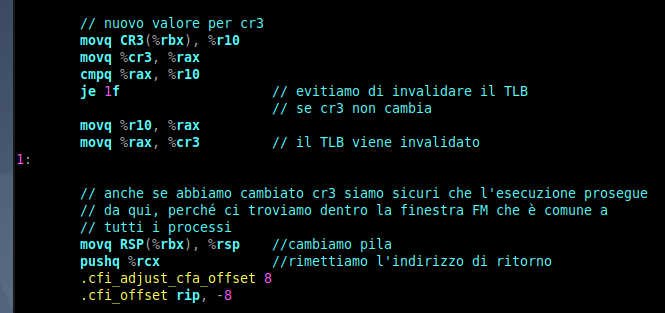 // nuovo valore per cr3
movq CR3(%rbx), %r10
movq %cr3, %rax
cmpq %rax, %r10
je 1f // evitiamo di invalidare il TLB
// se cr3 non cambia
movq %r10, %rax
movq %rax, %cr3 // il TLB viene invalidato
1:
// anche se abbiamo cambiato cr3 siamo sicuri che l'esecuzione prosegue
// da qui, perché ci troviamo dentro la finestra FM che è comune a
// tutti i processi
movq RSP(%rbx), %rsp //cambiamo pila
pushq %rcx //rimettiamo l'indirizzo di ritorno
.cfi_adjust_cfa_offset 8
.cfi_offset rip, -8